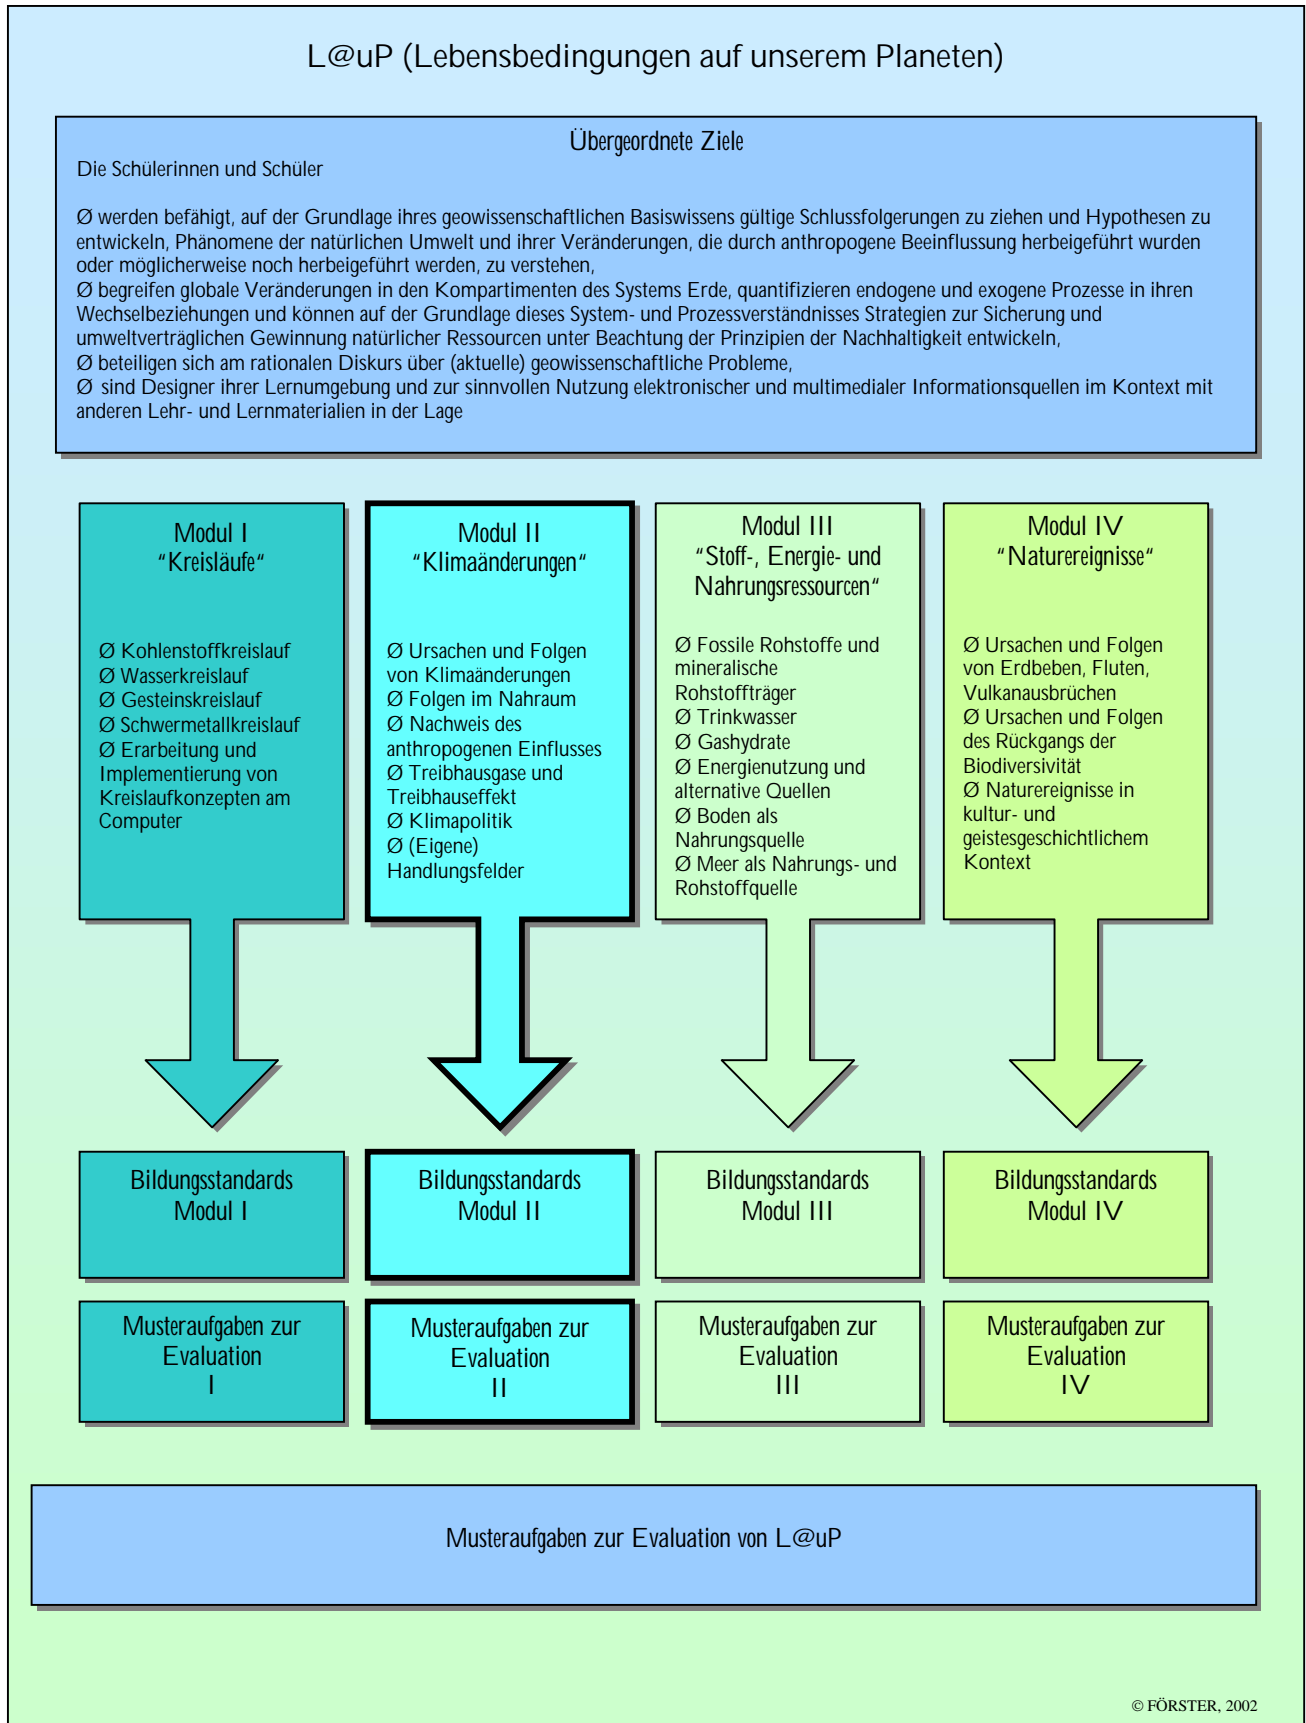 L@uP (Lebensbedingungen auf unserem Planeten)
Übergeordnete Ziele
Die Schülerinnen und Schüler
Ø werden befähigt, auf der Grundlage ihres geowissenschaftlichen Basiswissens gültige Schlussfolgerungen zu ziehen und Hypothesen zu
entwickeln, Phänomene der natürlichen Umwelt und ihrer Veränderungen, die durch anthropogene Beeinflussung herbeigeführt wurden
oder möglicherweise noch herbeigeführt werden, zu verstehen,
Ø begreifen globale Veränderungen in den Kompartimenten des Systems Erde, quantifizieren endogene und exogene Prozesse in ihren
Wechselbeziehungen und können auf der Grundlage dieses System- und Prozessverständnisses Strategien zur Sicherung und
umweltverträglichen Gewinnung natürlicher Ressourcen unter Beachtung der Prinzipien der Nachhaltigkeit entwickeln,
Ø beteiligen sich am rationalen Diskurs über (aktuelle) geowissenschaftliche Probleme,
Ø sind Designer ihrer Lernumgebung und zur sinnvollen Nutzung elektronischer und multimedialer Informationsquellen im Kontext mit
anderen Lehr- und Lernmaterialien in der Lage
Modul I
“Kreisläufe“
Ø Kohlenstoffkreislauf
Ø Wasserkreislauf
Ø Gesteinskreislauf
Ø Schwermetallkreislauf
Ø Erarbeitung und
Implementierung von
Kreislaufkonzepten am
Computer
Modul II
“Klimaänderungen“
Ø Ursachen und Folgen
von Klimaänderungen
Ø Folgen im Nahraum
Ø Nachweis des
anthropogenen Einflusses
Ø Treibhausgase und
Treibhauseffekt
Ø Klimapolitik
Ø (Eigene)
Handlungsfelder
Modul III
“Stoff-, Energie- und
Nahrungsressourcen“
Ø Fossile Rohstoffe und
mineralische
Rohstoffträger
Ø Trinkwasser
Ø Gashydrate
Ø Energienutzung und
alternative Quellen
Ø Boden als
Nahrungsquelle
Ø Meer als Nahrungs- und
Rohstoffquelle
Modul IV
“Naturereignisse“
Ø Ursachen und Folgen
von Erdbeben, Fluten,
Vulkanausbrüchen
Ø Ursachen und Folgen
des Rückgangs der
Biodiversivität
Ø Naturereignisse in
kultur- und
geistesgeschichtlichem
Kontext
Bildungsstandards
Modul I
Bildungsstandards
Modul II
Bildungsstandards
Modul III
Bildungsstandards
Modul IV
Musteraufgaben zur
Evaluation
I
Musteraufgaben zur
Evaluation
II
Musteraufgaben zur
Evaluation
III
Musteraufgaben zur
Evaluation
IV
Musteraufgaben zur Evaluation von L@uP
© FÖRSTER, 2002